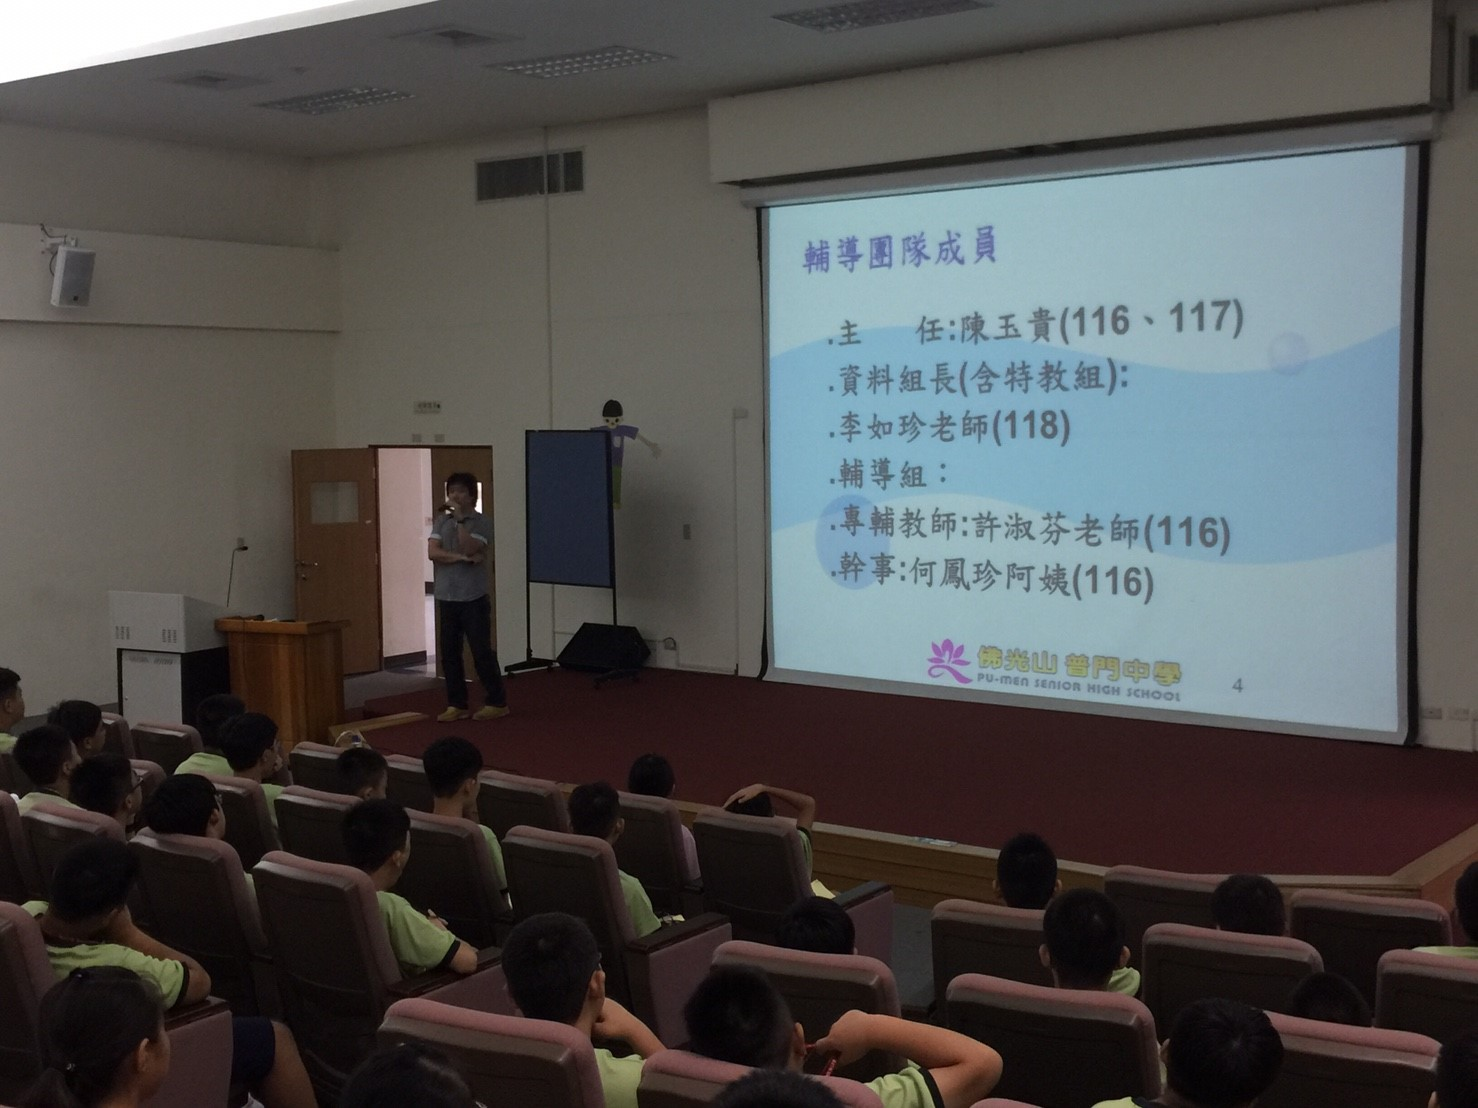 輔導團隊成員
.主 任:陳玉貴(116、117)
.資料組長(含特教組):
.李如珍老師(118)
.輔導組：
.專輔教師:許淑芬老師(116)
.幹事:何鳳珍阿姨(116)
佛光山 普門中學
PU-MEN SENIOR HIGH SCHOOL
4